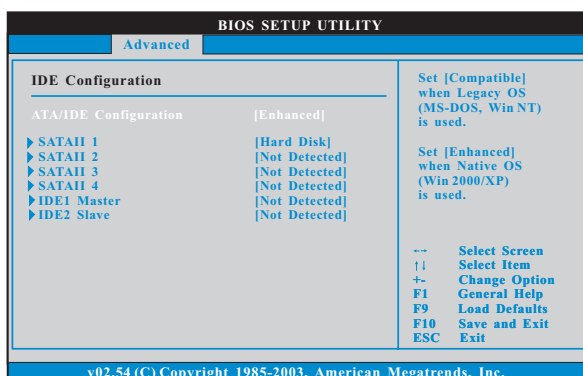 BIOS SETUP UTILITY
Advanced
IDE Configuration
ATA/IDE Configuration [Enhanced]
SATAII 1 [Hard Disk]
SATAII 2 [Not Detected]
SATAII 3 [Not Detected]
SATAII 4 [Not Detected]
IDE1 Master [Not Detected]
IDE2 Slave [Not Detected]
Set [Compatible]
when Legacy OS
(MS-DOS, Win NT)
is used.
Set [Enhanced]
when Native OS
(Win 2000/XP)
is used.
←→ Select Screen
↑↓ Select Item
+- Change Option
F1 General Help
F9 Load Defaults
F10 Save and Exit
ESC Exit
v02.54 (C) Copyright 1985-2003, American Megatrends, Inc.